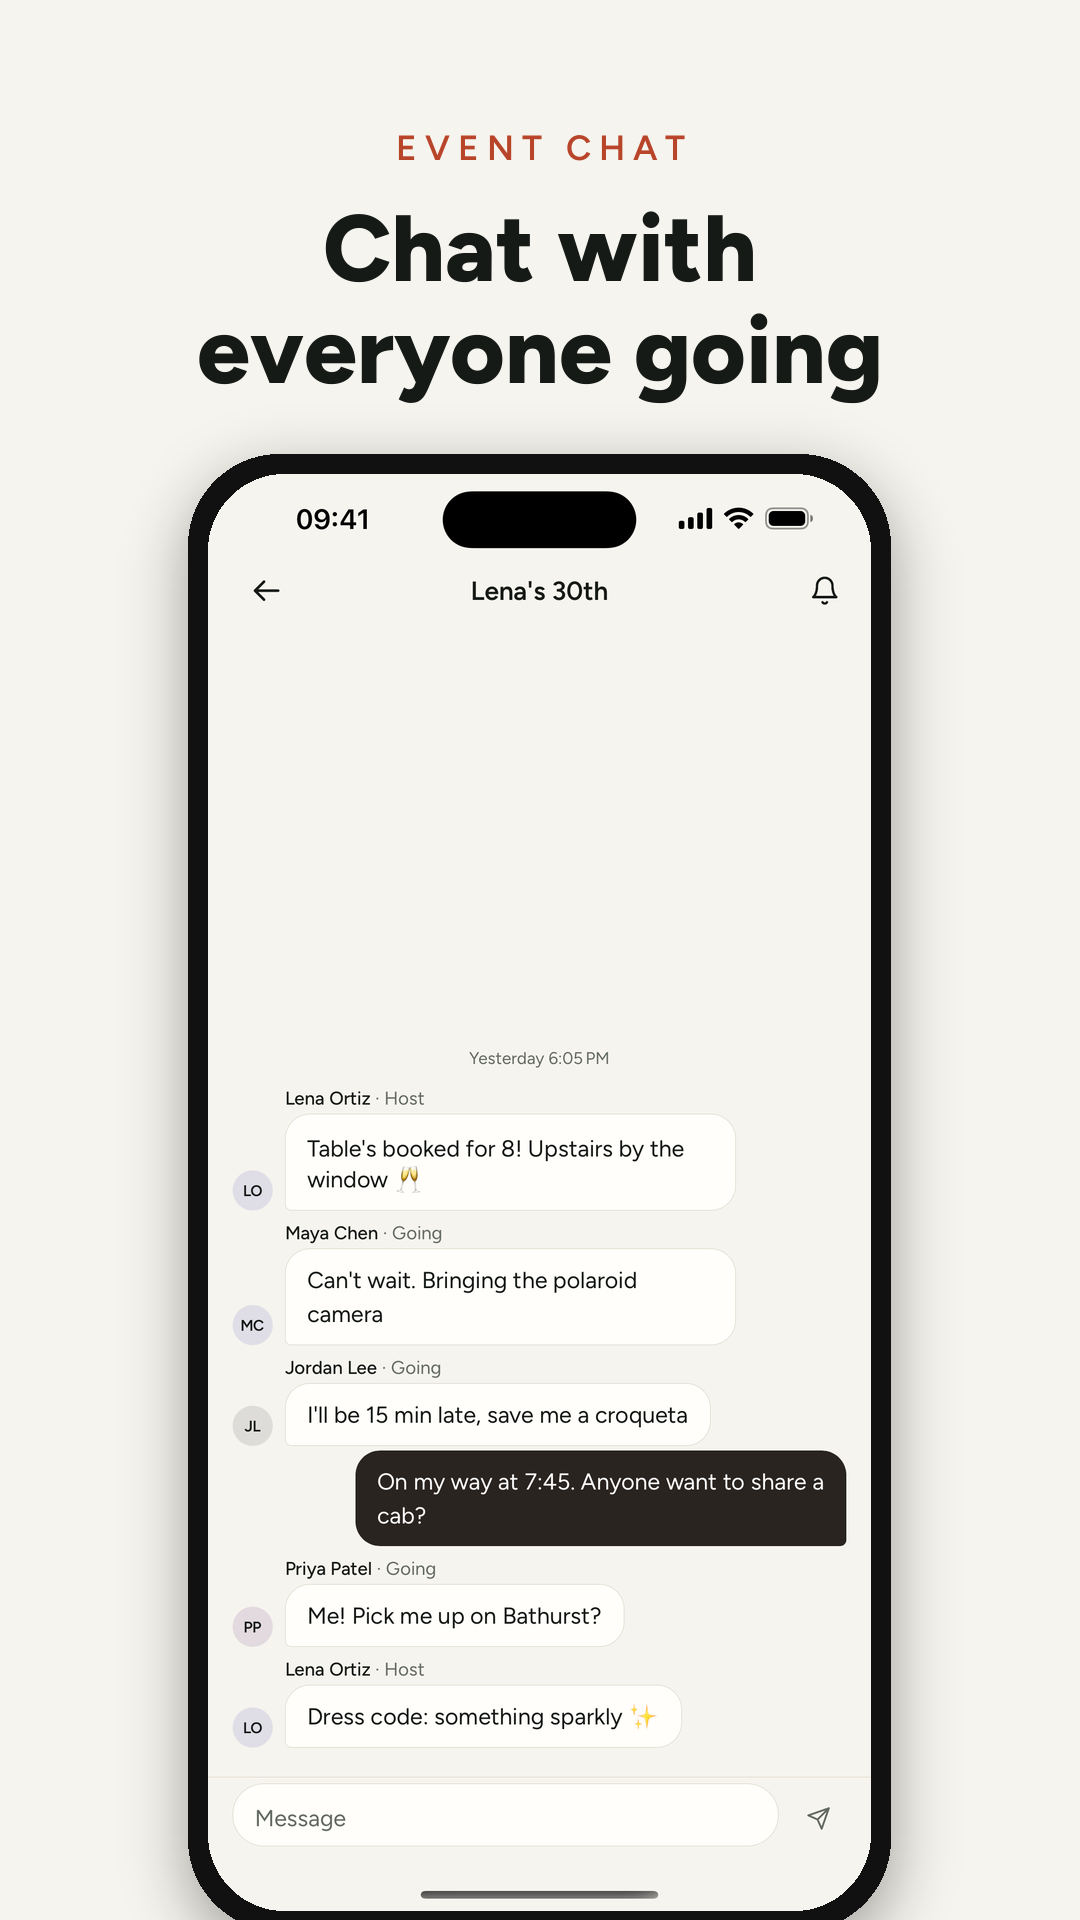 EVENT CHAT
Chat with
everyone going
09:41
Lena's 30th
Yesterday 6:05 PM
Lena Ortiz · Host
Table's booked for 8! Upstairs by the
window 🥂
LO
Maya Chen · Going
Can't wait. Bringing the polaroid
camera
MC
Jordan Lee · Going
I'll be 15 min late, save me a croqueta
JL
On my way at 7:45. Anyone want to share a
cab?
Priya Patel · Going
Me! Pick me up on Bathurst?
PP
Lena Ortiz · Host
Dress code: something sparkly ✨
LO
Message